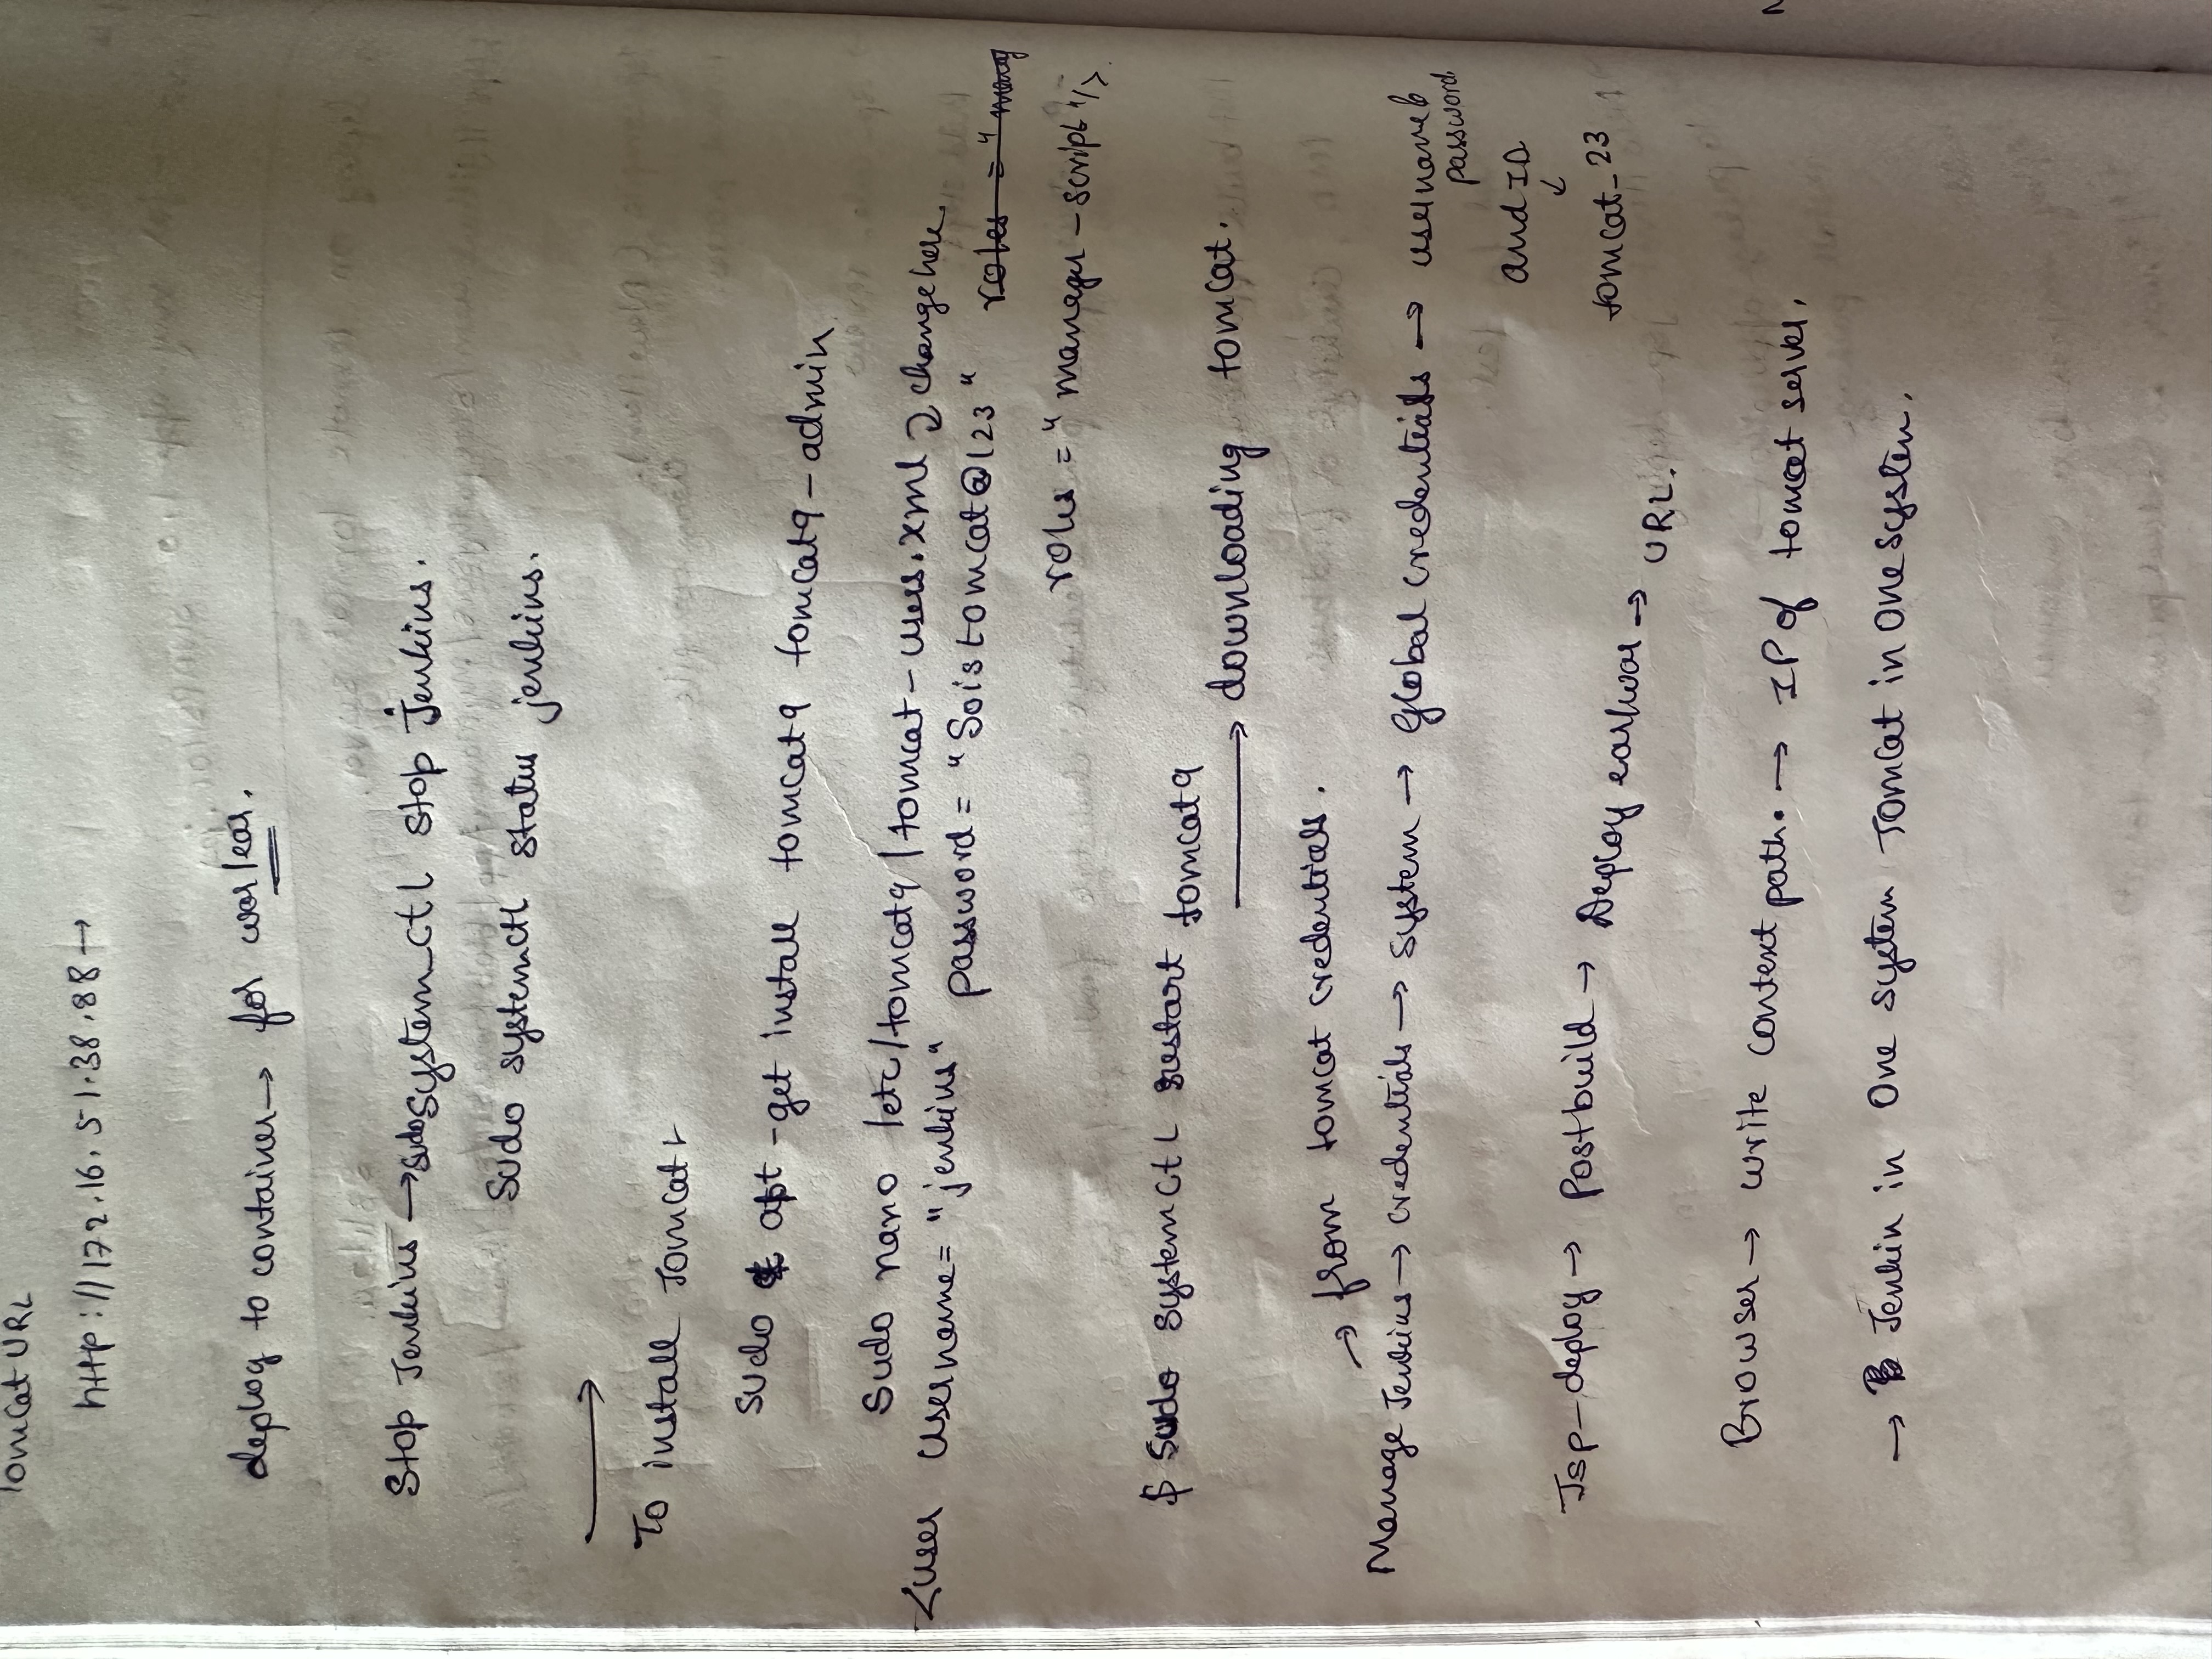 Tomcat URL
http://172.16.51.38.88→
deploy to container→ for war/ear.
Stop Jenkins →sudo system_ctl stop Jenkins.
Sudo systemctl status jenkins.
→
To install Tomcat
sudo apt-get install tomcat9 tomcat9-admin
Sudo nano /etc/tomcat9/tomcat-users.xml change here.
<user username= "jenkins" password = "Soistomcat@123" roles = "manag
roles = "manager-script"/>
$ Sudo systemctl restart tomcat9
→ downloading tomcat.
→ from tomcat credentials.
Manage Jenkins→ credentials→ system→ Global credentials → username &
password
and ID
↓
tomcat-23
Jsp-deploy→ Postbuild→ Deploy ear/war→ URL.
Browser→ write context path.→ IP of tomcat server.
→ Jenkin in One system Tomcat in one system.